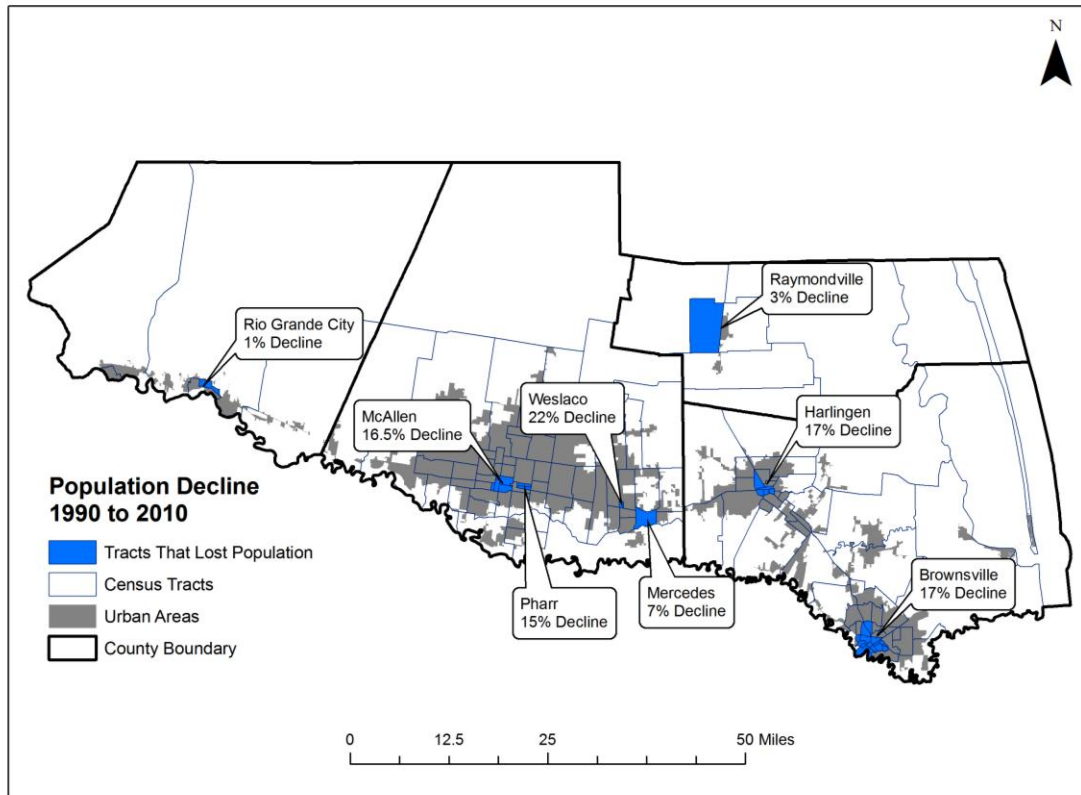 N
Raymondville
3% Decline
Rio Grande City
1% Decline
Weslaco
22% Decline
McAllen
16.5% Decline
Harlingen
17% Decline
Population Decline
1990 to 2010
Tracts That Lost Population
Census Tracts
Urban Areas
County Boundary
Pharr
15% Decline
Mercedes
7% Decline
Brownsville
17% Decline
0 12.5 25 50 Miles